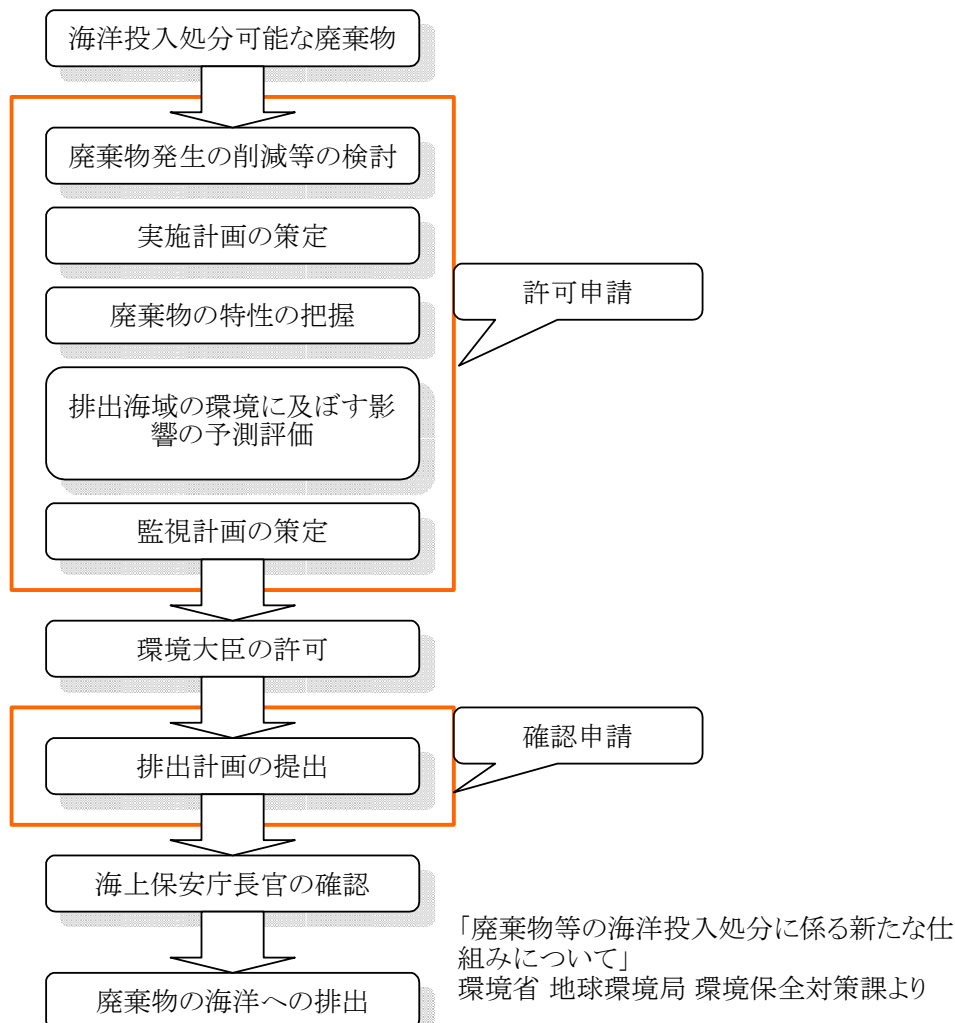 海洋投入処分可能な廃棄物
廃棄物発生の削減等の検討
実施計画の策定
許可申請
廃棄物の特性の把握
排出海域の環境に及ぼす影
響の予測評価
監視計画の策定
環境大臣の許可
確認申請
排出計画の提出
海上保安庁長官の確認
「廃棄物等の海洋投入処分に係る新たな仕
組みについて」
環境省 地球環境局 環境保全対策課より
廃棄物の海洋への排出